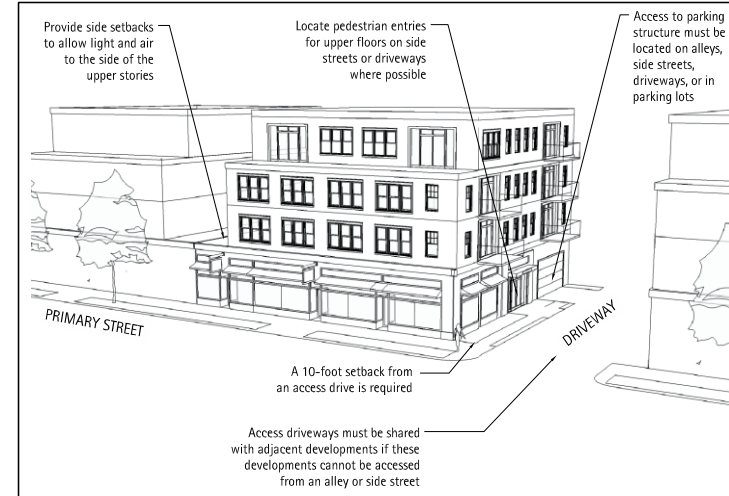 Provide side setbacks
to allow light and air
to the side of the
upper stories
Locate pedestrian entries
for upper floors on side
streets or driveways
where possible
Access to parking
structure must be
located on alleys,
side streets,
driveways, or in
parking lots
PRIMARY STREET
DRIVEWAY
A 10-foot setback from
an access drive is required
Access driveways must be shared
with adjacent developments if these
developments cannot be accessed
from an alley or side street